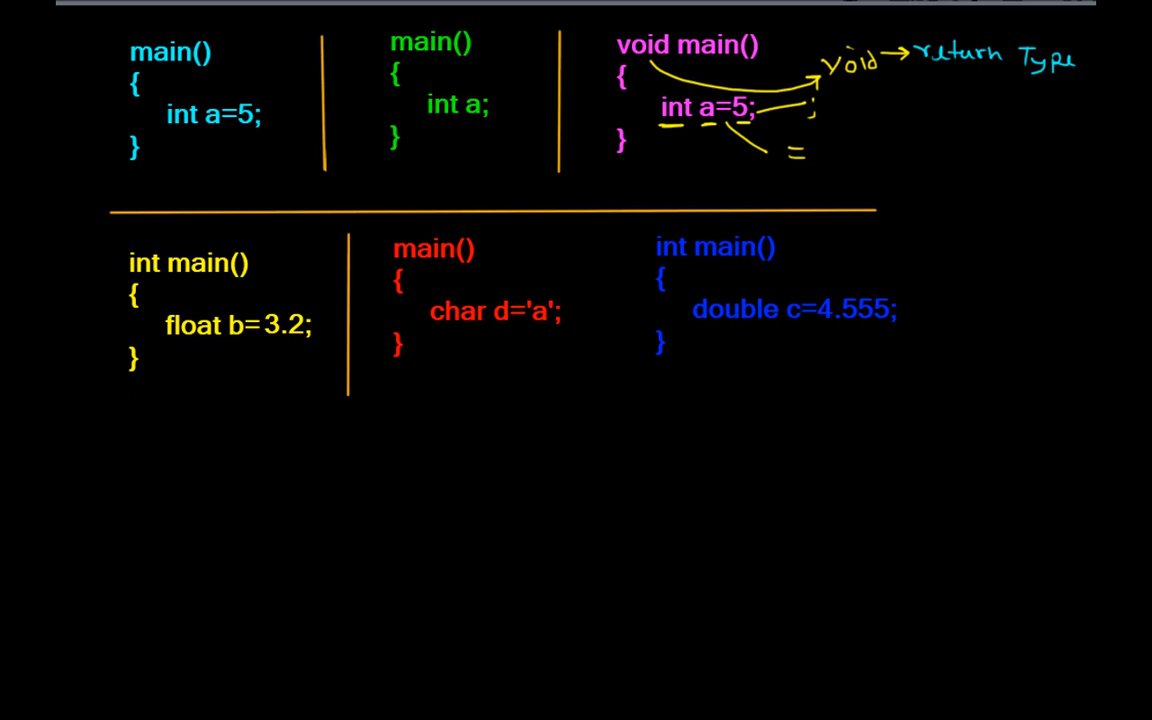 main()
{
int a=5;
}
main()
{
int a;
}
void main()
{
int a=5;
}
void → return Type
;
=
int main()
{
float b=3.2;
}
main()
{
char d='a';
}
int main()
{
double c=4.555;
}